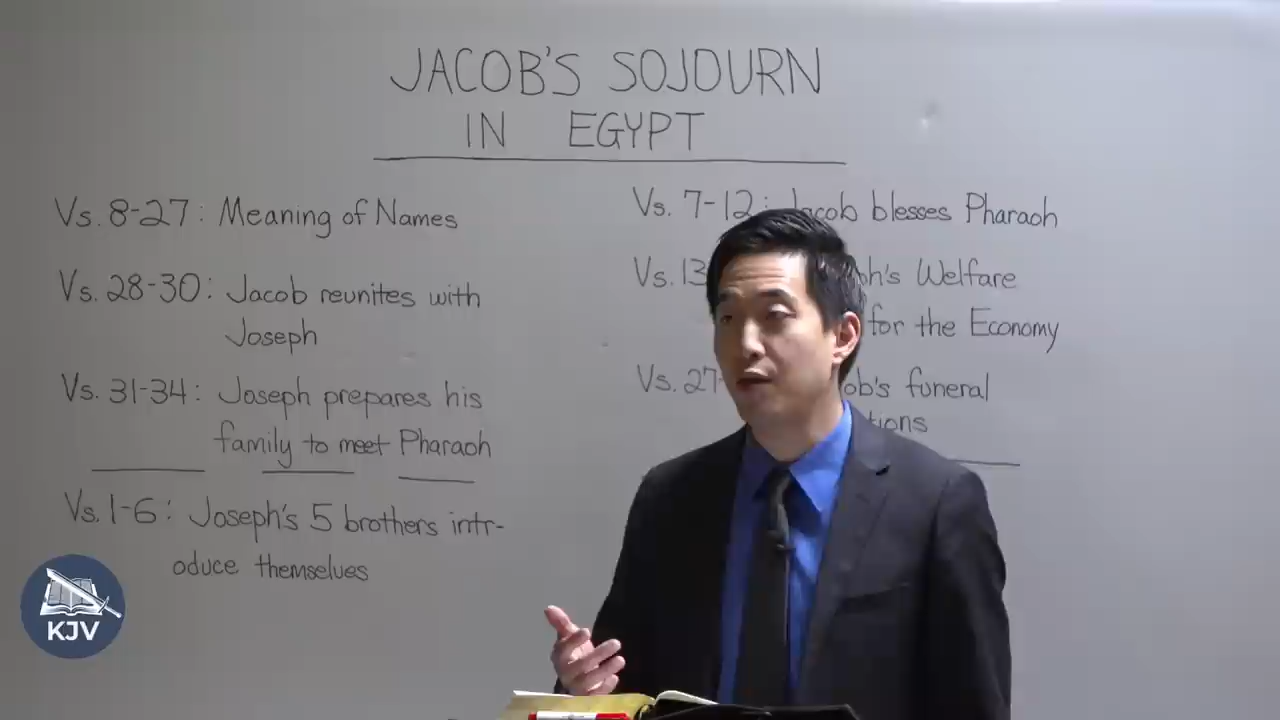 JACOB'S SOJOURN
IN EGYPT
Vs. 8-27: Meaning of Names
Vs. 28-30: Jacob reunites with
Joseph
Vs. 31-34: Joseph prepares his
family to meet Pharaoh
Vs. 1-6: Joseph's 5 brothers intr-
oduce themselves
Vs. 7-12: Jacob blesses Pharaoh
Vs. 13 Welfare
for the Economy
Vs. 27- funeral
KJV